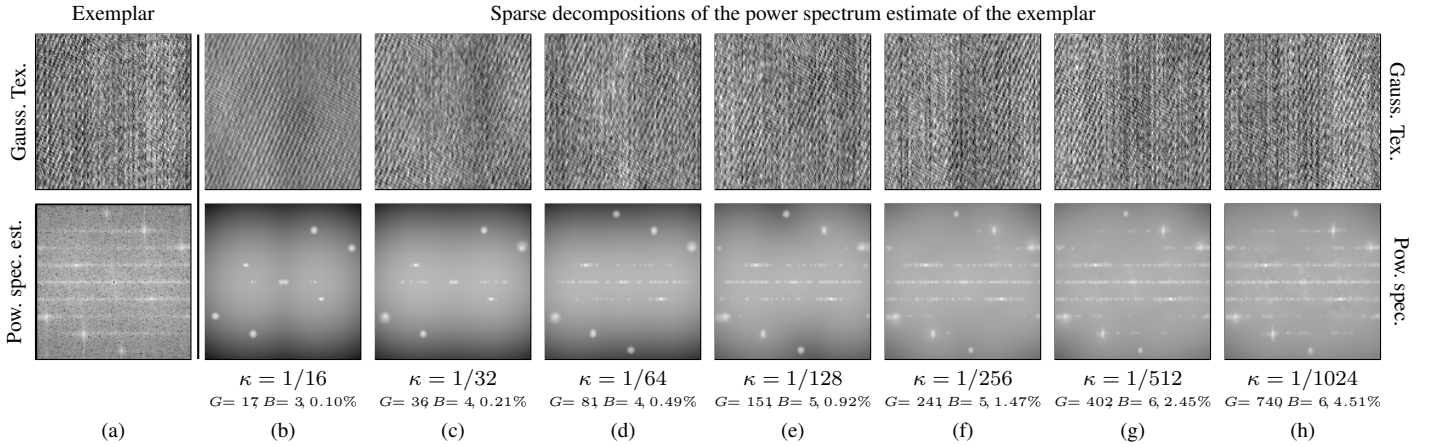 Exemplar
Sparse decompositions of the power spectrum estimate of the exemplar
Gauss. Tex.
Gauss. Tex.
Pow. spec. est.
Pow. spec.
κ = 1/16
κ = 1/32
κ = 1/64
κ = 1/128
κ = 1/256
κ = 1/512
κ = 1/1024
G= 17, B= 3, 0.10%
G= 36, B= 4, 0.21%
G= 81, B= 4, 0.49%
G= 151, B= 5, 0.92%
G= 241, B= 5, 1.47%
G= 402, B= 6, 2.45%
G= 740, B= 6, 4.51%
(a)
(b)
(c)
(d)
(e)
(f)
(g)
(h)